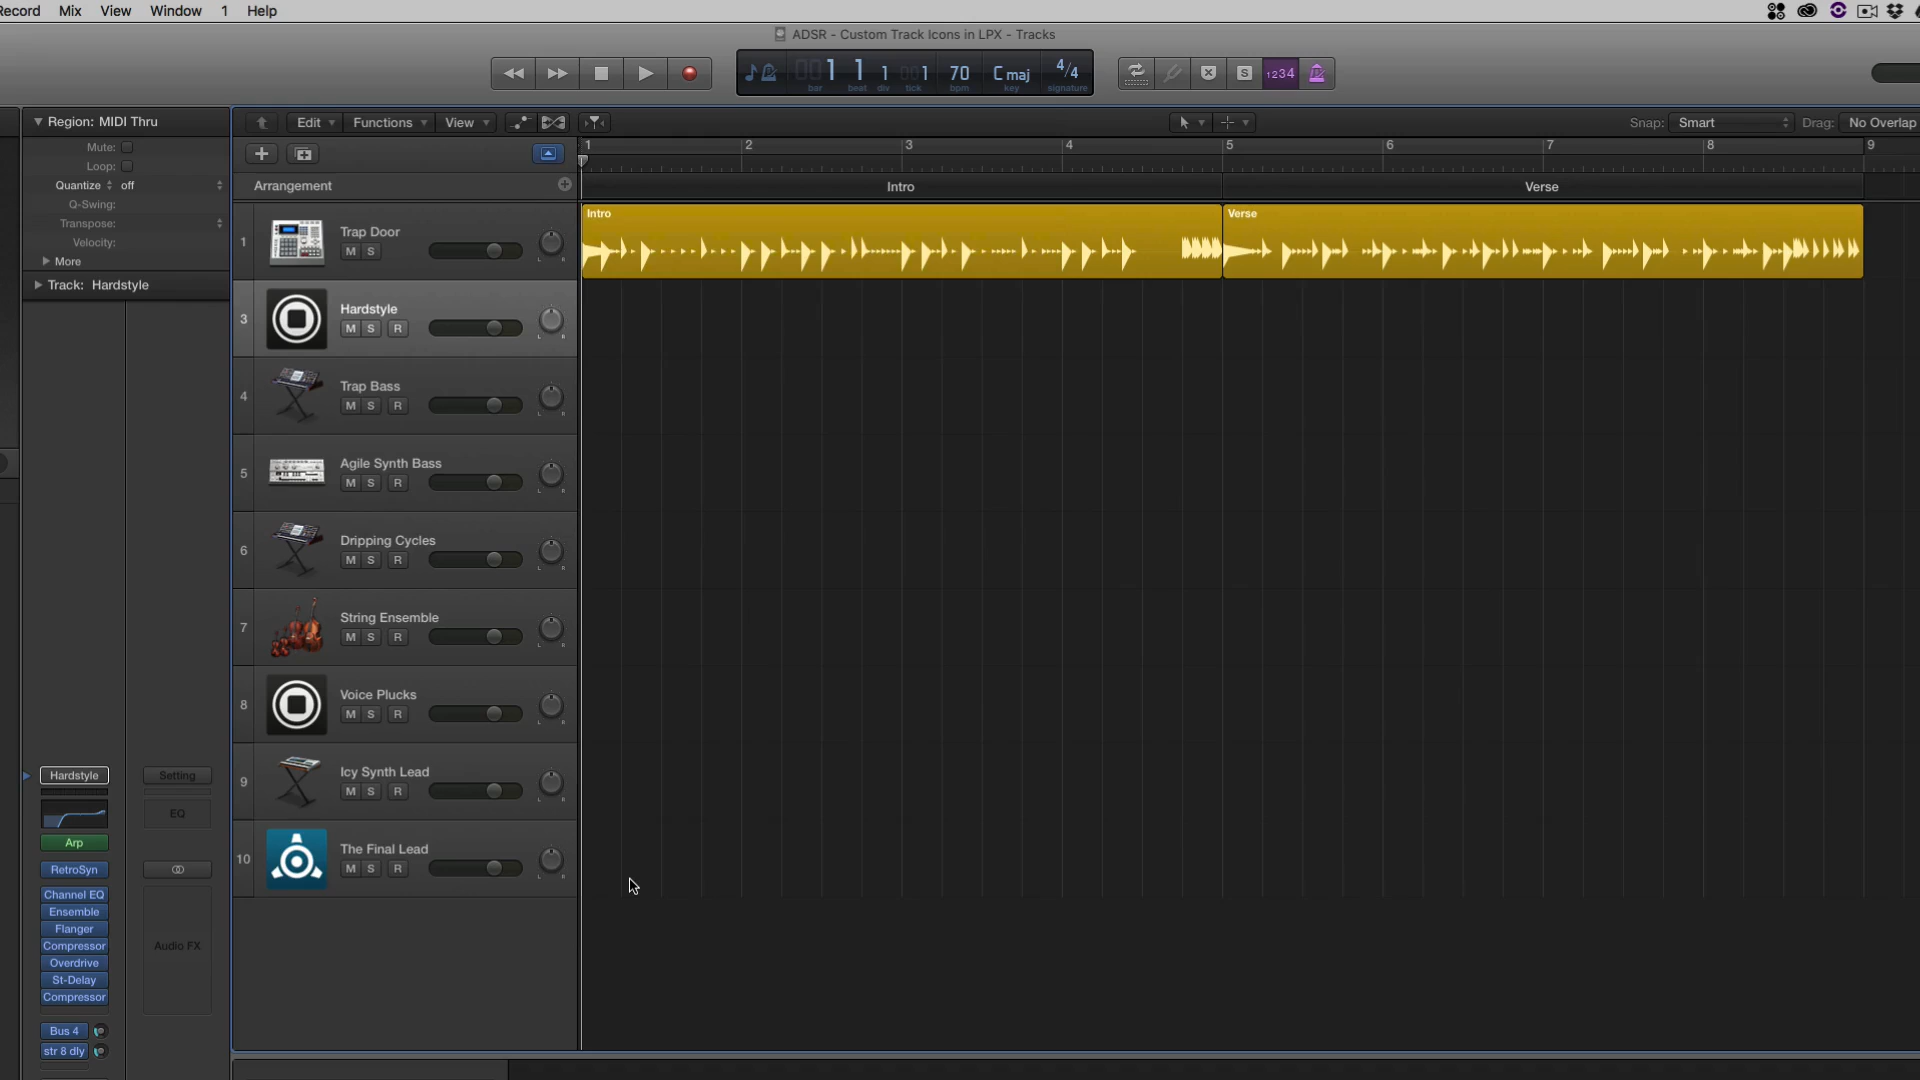 Record Mix View Window 1 Help
ADSR - Custom Track Icons in LPX - Tracks
001 1 1 001 70 C maj 4/4
bar beat div tick bpm key signature
S 1234
Region: MIDI Thru
Edit Functions View
Snap: Smart Drag: No Overlap
Mute:
Loop:
Quantize off
Q-Swing:
Transpose:
Velocity:
More
Track: Hardstyle
1 2 3 4 5 6 7 8 9
Arrangement
Intro Verse
1 Trap Door
M S
Intro Verse
3 Hardstyle
M S R
4 Trap Bass
M S R
5 Agile Synth Bass
M S R
6 Dripping Cycles
M S R
7 String Ensemble
M S R
8 Voice Plucks
M S R
9 Icy Synth Lead
M S R
10 The Final Lead
M S R
Hardstyle Setting
EQ
Arp
RetroSyn
Channel EQ
Ensemble
Flanger
Compressor Audio FX
Overdrive
St-Delay
Compressor
Bus 4
str 8 dly